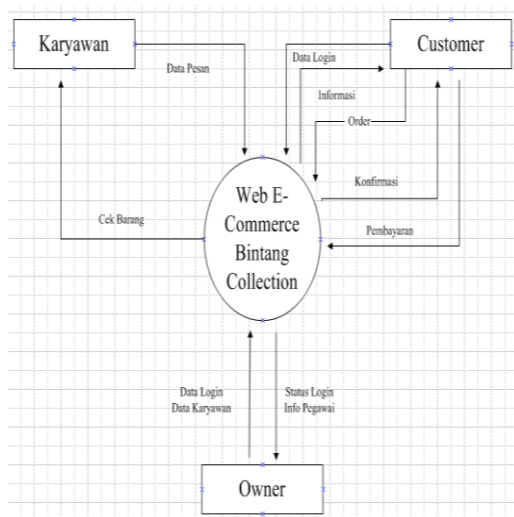 Karyawan
Customer
Data Pesan
Data Login
Informasi
Order
Konfirmasi
Cek Barang
Pembayaran
Web E-
Commerce
Bintang
Collection
Data Login
Data Karyawan
Status Login
Info Pegawai
Owner